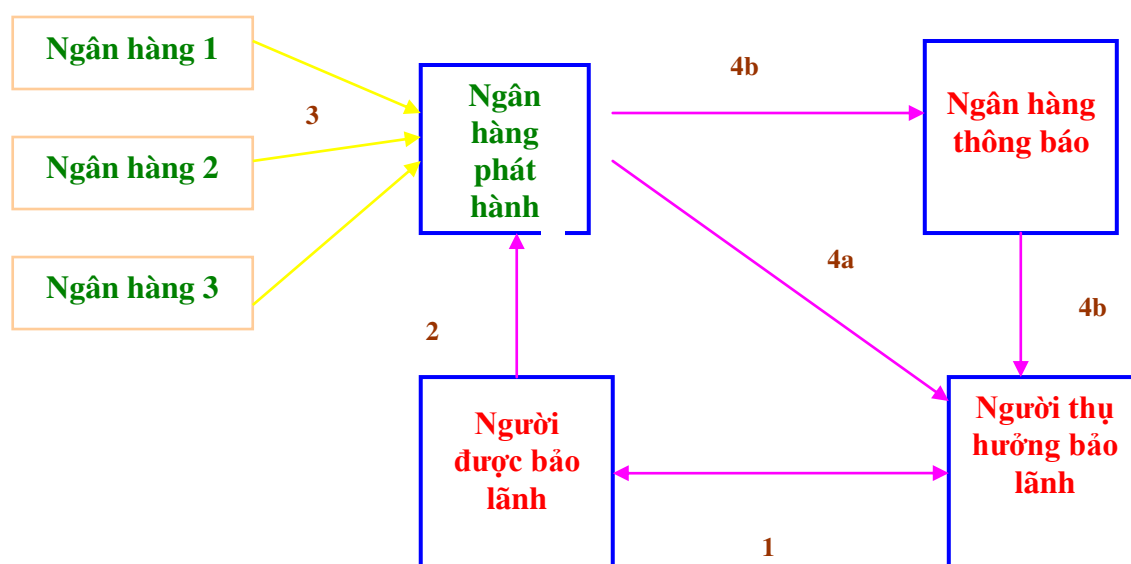 Ngân hàng 1
Ngân hàng 2
Ngân hàng 3
3
Ngân
hàng
phát
hành
4b
Ngân hàng
thông báo
4a
4b
2
Người
được bảo
lãnh
Người thụ
hưởng bảo
lãnh
1